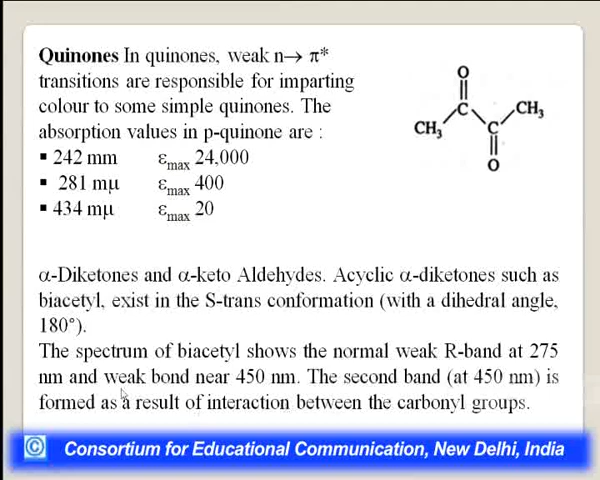 Quinones In quinones, weak n→ π*
transitions are responsible for imparting
colour to some simple quinones. The
absorption values in p-quinone are :
▪ 242 mm εmax 24,000
▪ 281 mµ εmax 400
▪ 434 mµ εmax 20
O
C
CH3
CH3
C
O
α-Diketones and α-keto Aldehydes. Acyclic α-diketones such as
biacetyl, exist in the S-trans conformation (with a dihedral angle,
180°).
The spectrum of biacetyl shows the normal weak R-band at 275
nm and weak bond near 450 nm. The second band (at 450 nm) is
formed as a result of interaction between the carbonyl groups.
© Consortium for Educational Communication, New Delhi, India